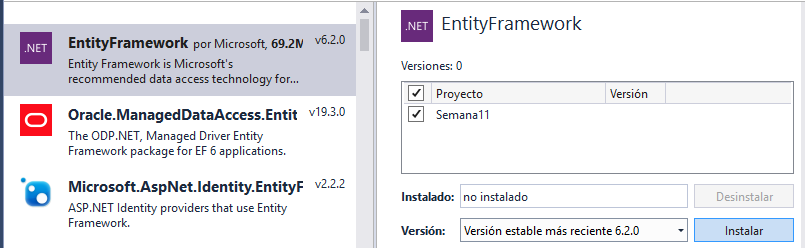 .NET
EntityFramework por Microsoft, 69.2M v6.2.0
Entity Framework is Microsoft's
recommended data access technology for...
Oracle.ManagedDataAccess.Entit v19.3.0
The ODP.NET, Managed Driver Entity
Framework package for EF 6 applications.
Microsoft.AspNet.Identity.EntityF v2.2.2
ASP.NET Identity providers that use Entity
Framework.
.NET
EntityFramework
Versiones: 0
Proyecto Versión
Semana11
Instalado: no instalado Desinstalar
Versión: Versión estable más reciente 6.2.0 Instalar